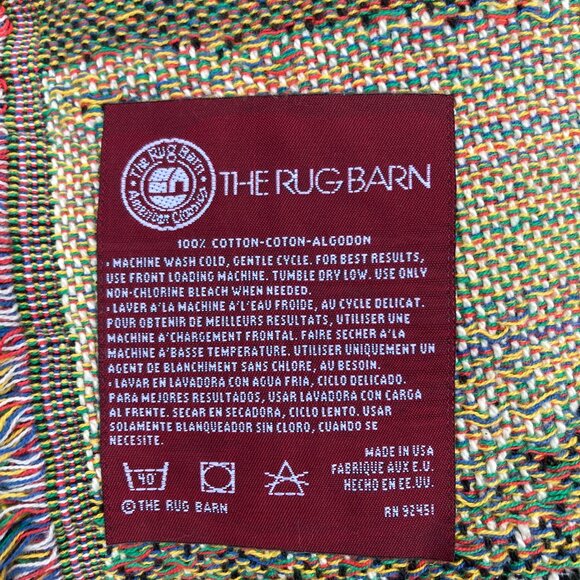 The Rug Barn
American Classics
THE RUG BARN
100% COTTON-COTON-ALGODON
• MACHINE WASH COLD, GENTLE CYCLE. FOR BEST RESULTS,
USE FRONT LOADING MACHINE. TUMBLE DRY LOW. USE ONLY
NON-CHLORINE BLEACH WHEN NEEDED.
• LAVER A'LA MACHINE A'L'EAU FROIDE, AU CYCLE DELICAT.
POUR OBTENIR DE MEILLEURS RESULTATS, UTILISER UNE
MACHINE A'CHARGEMENT FRONTAL. FAIRE SECHER A'LA
MACHINE A'BASSE TEMPERATURE. UTILISER UNIQUEMENT UN
AGENT DE BLANCHIMENT SANS CHLORE, AU BESOIN.
• LAVAR EN LAVADORA CON AGUA FRIA, CICLO DELICADO.
PARA MEJORES RESULTADOS, USAR LAVADORA CON CARGA
AL FRENTE. SECAR EN SECADORA, CICLO LENTO. USAR
SOLAMENTE BLANQUEADOR SIN CLORO, CUANDO SE
NECESITE.
MADE IN USA
FABRIQUE AUX E.U.
HECHO EN EE.UU.
40
© THE RUG BARN
RN 92451